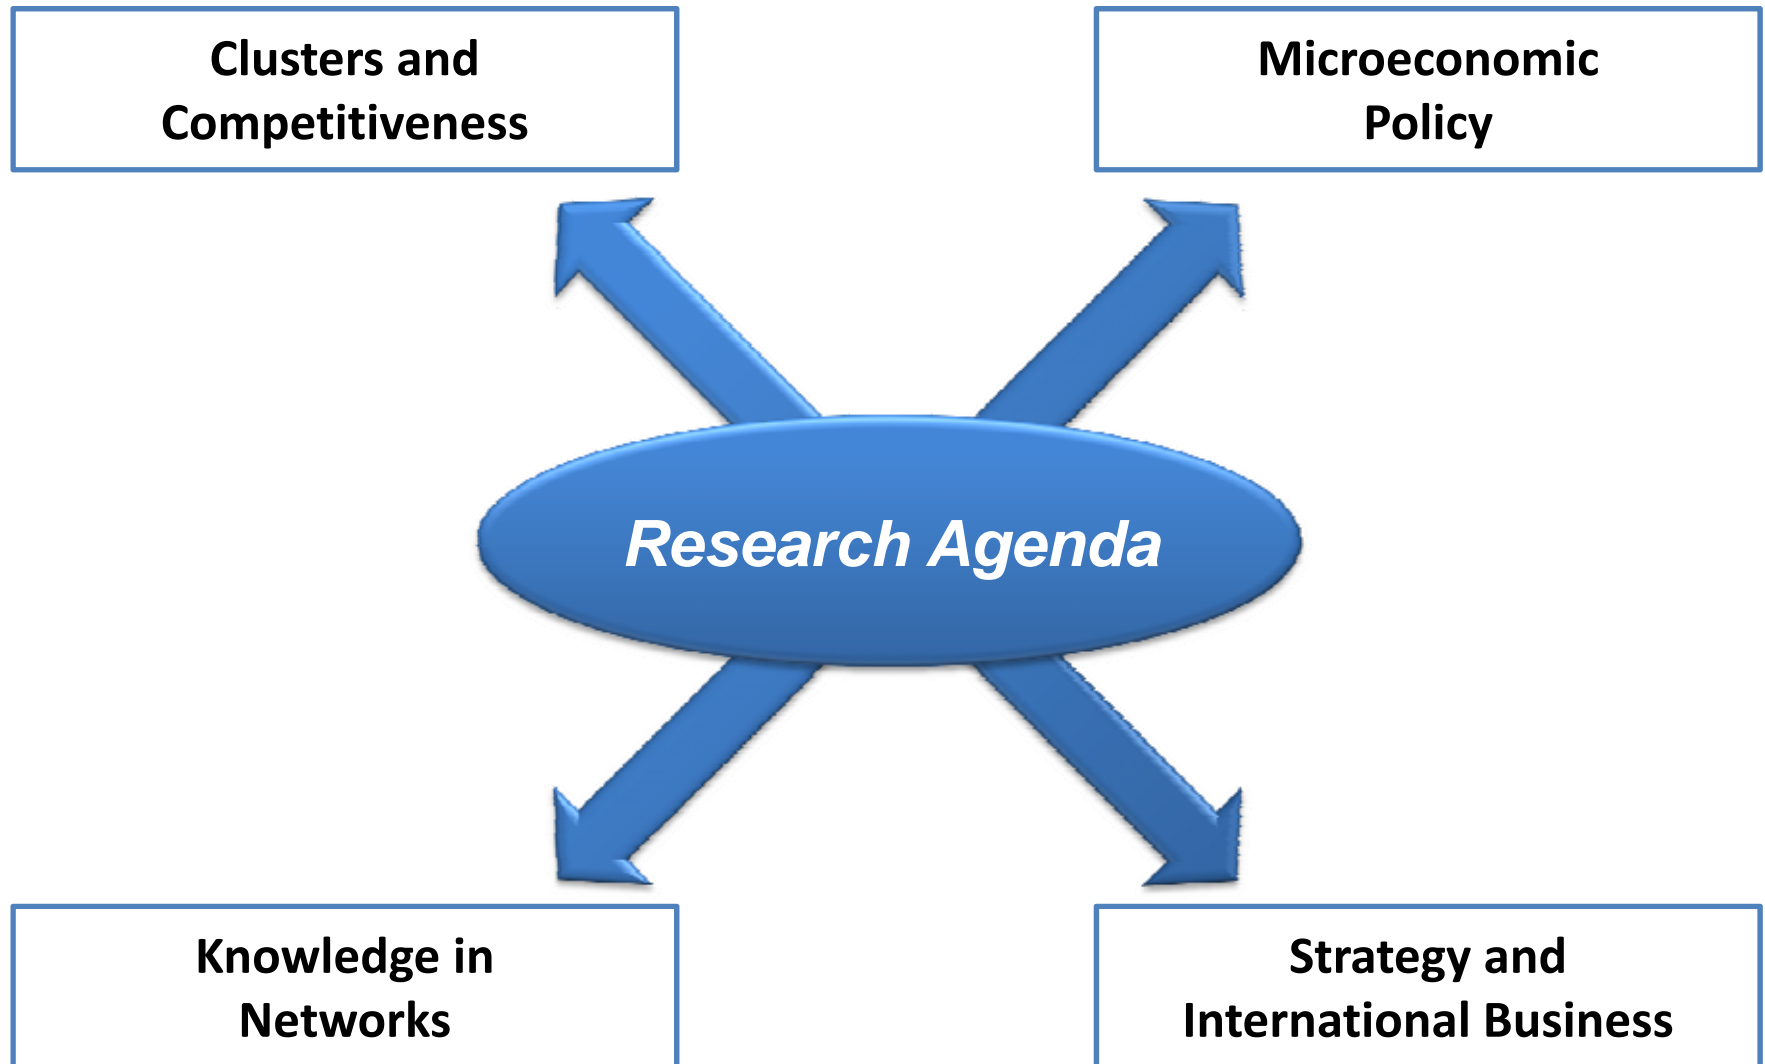 Clusters and
Competitiveness
Microeconomic
Policy
Research Agenda
Knowledge in
Networks
Strategy and
International Business